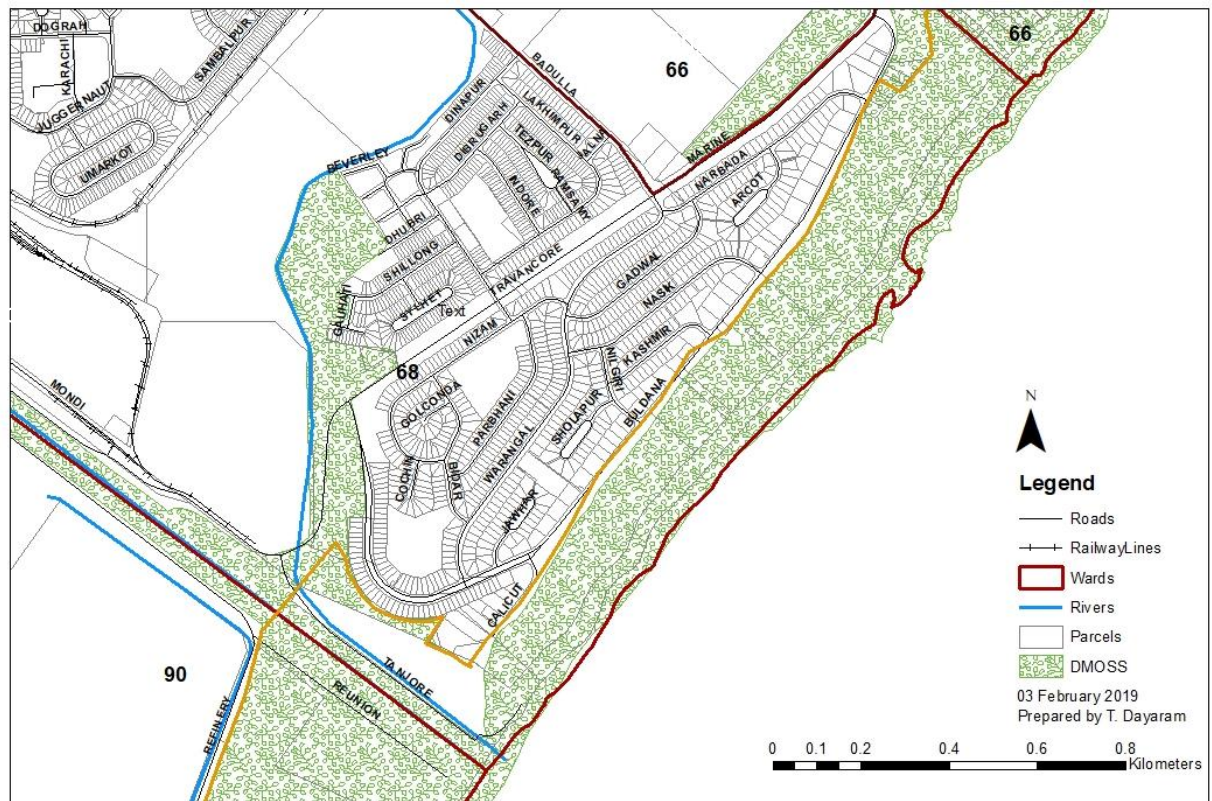 DOGRAH
KARACHI
SAMBALPUR
JUGGERNAUT
UMARKOT
BADULLA
66
66
DINAPUR
LAKHIMPUR
DIBRUGARH
TEZPUR
JALNA
RAMSAMY
INDORE
BEVERLEY
MARINE
NARBADA
ARCOT
DHUBRI
SHILLONG
TRAVANCORE
GADWAL
NASIK
GAUHATI
SYLHET
Text
NIZAM
KASHMIR
NILGIRI
68
MONDI
GOLCONDA
PARBHANI
SHOLAPUR
BULDANA
WARANGAL
COCHIN
BIDAR
JAWHAR
CALICUT
90
TANJORE
REUNION
REFINERY
N
Legend
Roads
RailwayLines
Wards
Rivers
Parcels
DMOSS
03 February 2019
Prepared by T. Dayaram
0 0.1 0.2 0.4 0.6 0.8
Kilometers